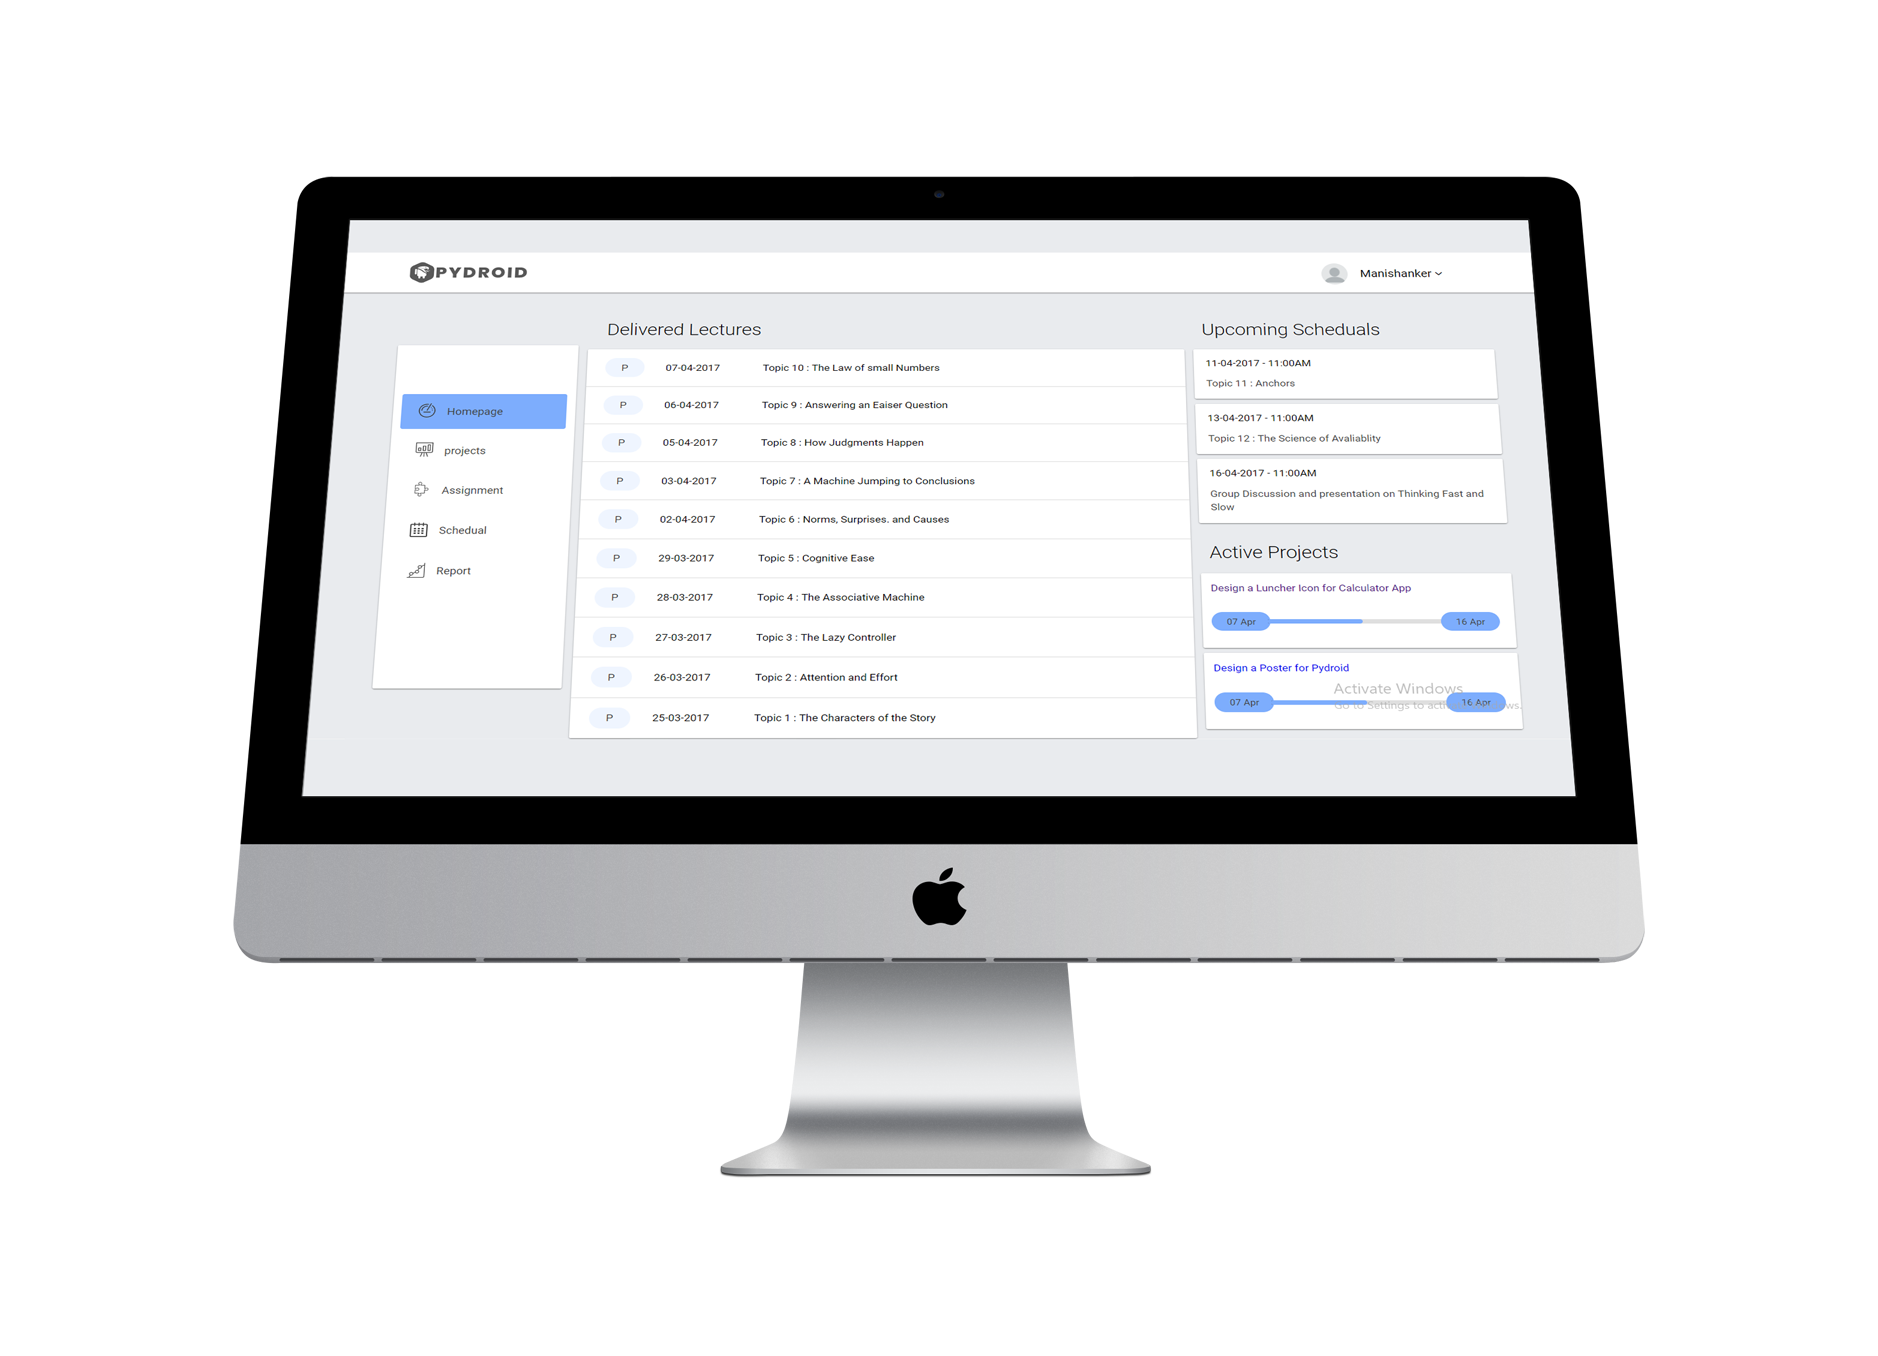 PYDROID
Manishanker
Homepage
projects
Assignment
Schedual
Report
Delivered Lectures
P 07-04-2017 Topic 10 : The Law of small Numbers
P 06-04-2017 Topic 9 : Answering an Eaiser Question
P 05-04-2017 Topic 8 : How Judgments Happen
P 03-04-2017 Topic 7 : A Machine Jumping to Conclusions
P 02-04-2017 Topic 6 : Norms, Surprises. and Causes
P 29-03-2017 Topic 5 : Cognitive Ease
P 28-03-2017 Topic 4 : The Associative Machine
P 27-03-2017 Topic 3 : The Lazy Controller
P 26-03-2017 Topic 2 : Attention and Effort
P 25-03-2017 Topic 1 : The Characters of the Story
Upcoming Scheduals
11-04-2017 - 11:00AM
Topic 11 : Anchors
13-04-2017 - 11:00AM
Topic 12 : The Science of Avaliablity
16-04-2017 - 11:00AM
Group Discussion and presentation on Thinking Fast and
Slow
Active Projects
Design a Luncher Icon for Calculator App
07 Apr 16 Apr
Design a Poster for Pydroid
Activate Windows
07 Apr 16 Apr
Go to Settings to